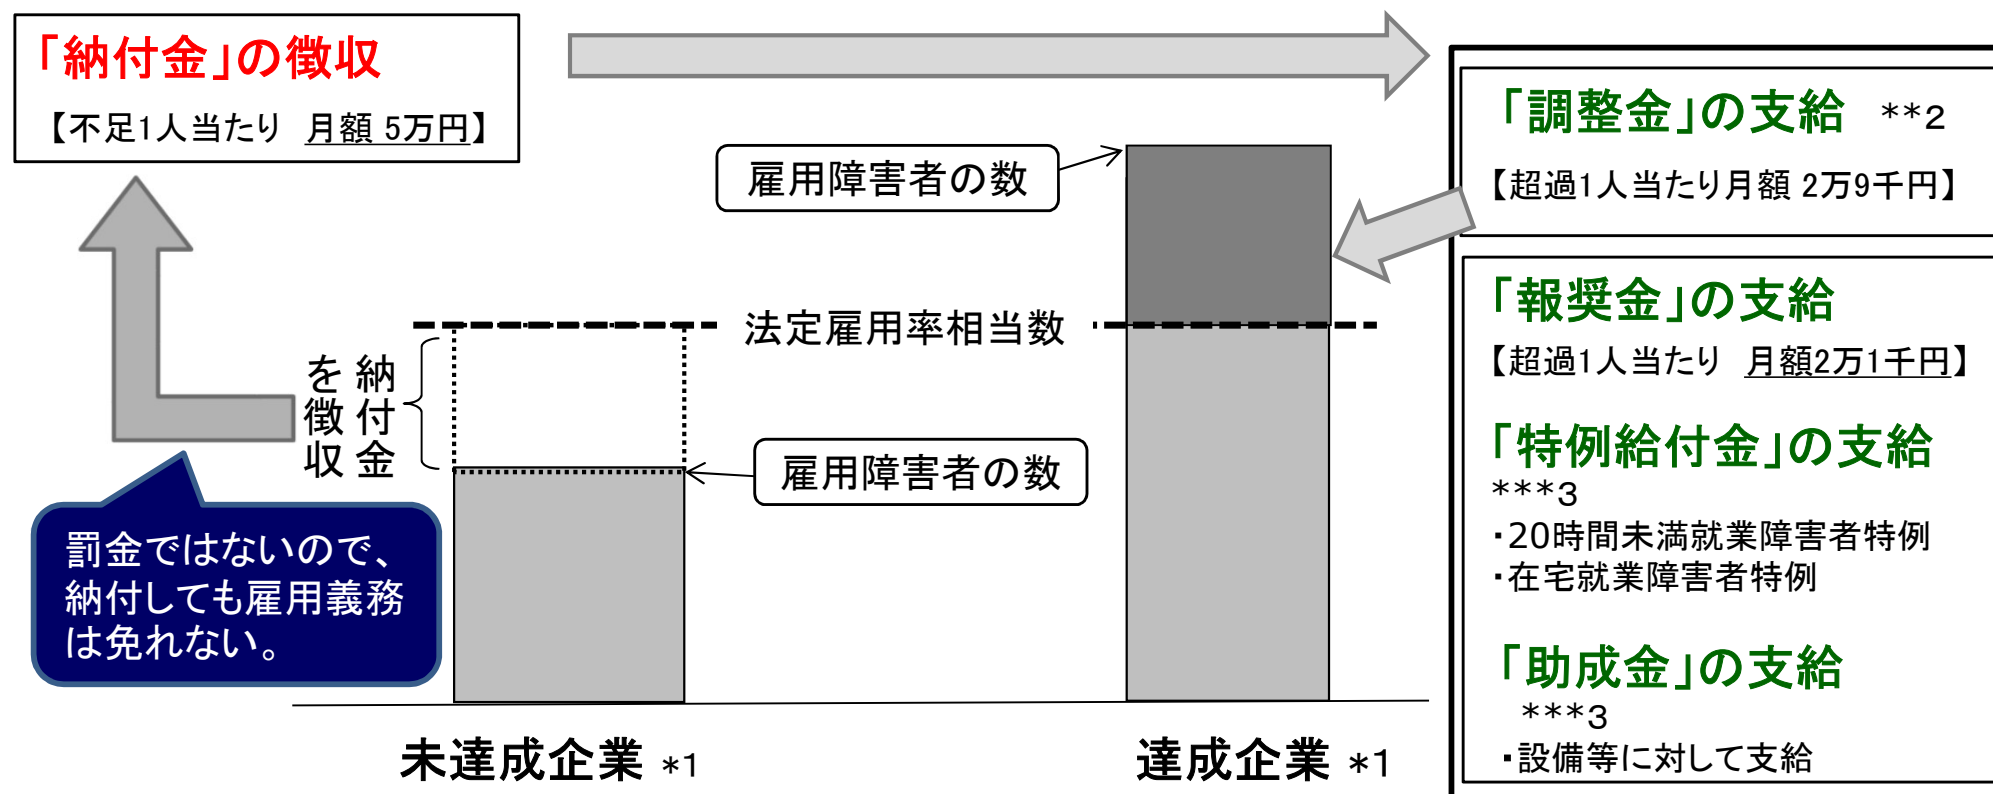 「納付金」の徴収
【不足1人当たり 月額 5万円】
「調整金」の支給 **2
【超過1人当たり月額 2万9千円】
雇用障害者の数
法定雇用率相当数
納付金
を徴収
雇用障害者の数
罰金ではないので、
納付しても雇用義務
は免れない。
「報奨金」の支給
【超過1人当たり 月額2万1千円】
「特例給付金」の支給
***3
・20時間未満就業障害者特例
・在宅就業障害者特例
「助成金」の支給
***3
・設備等に対して支給
未達成企業 *1
達成企業 *1